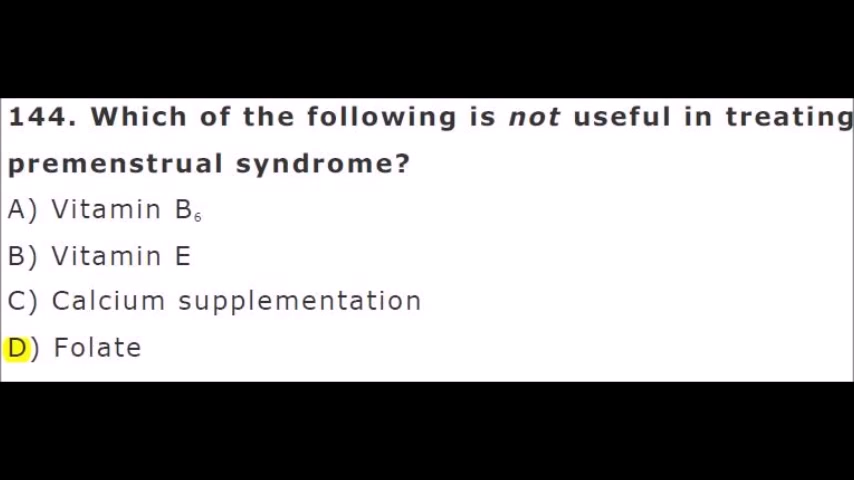 144. Which of the following is not useful in treating
premenstrual syndrome?
A) Vitamin B₆
B) Vitamin E
C) Calcium supplementation
D) Folate